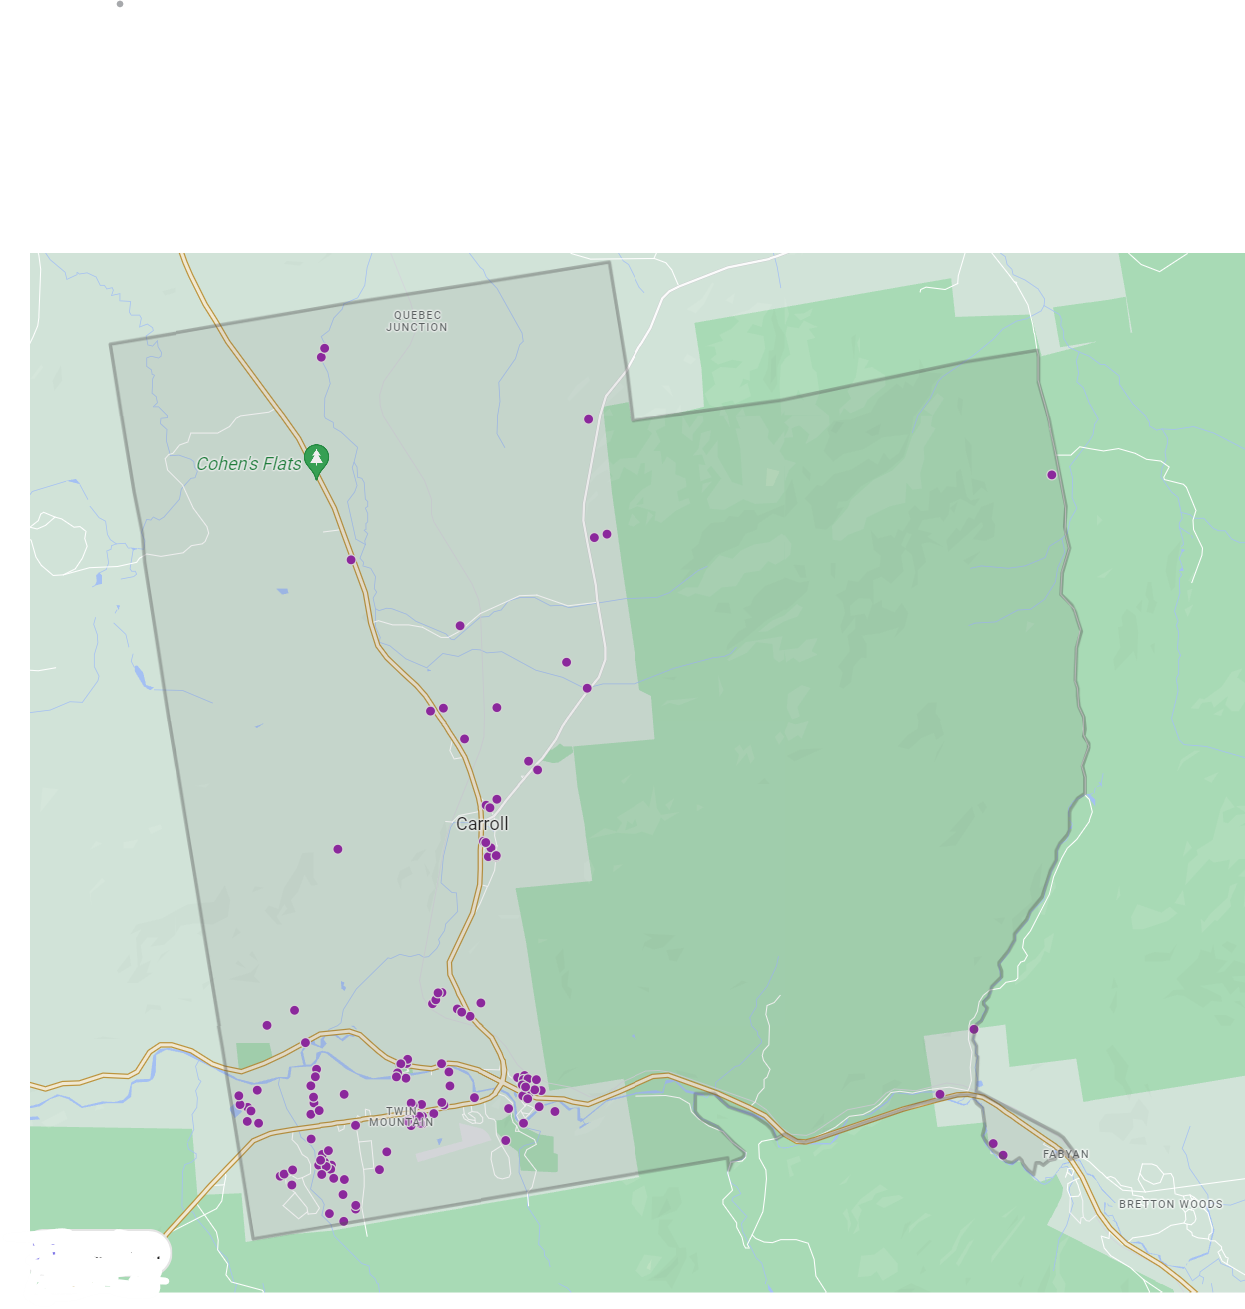 QUEBEC
JUNCTION
Cohen's Flats
Carroll
TWIN
MOUNTAIN
FABYAN
BRETTON WOODS